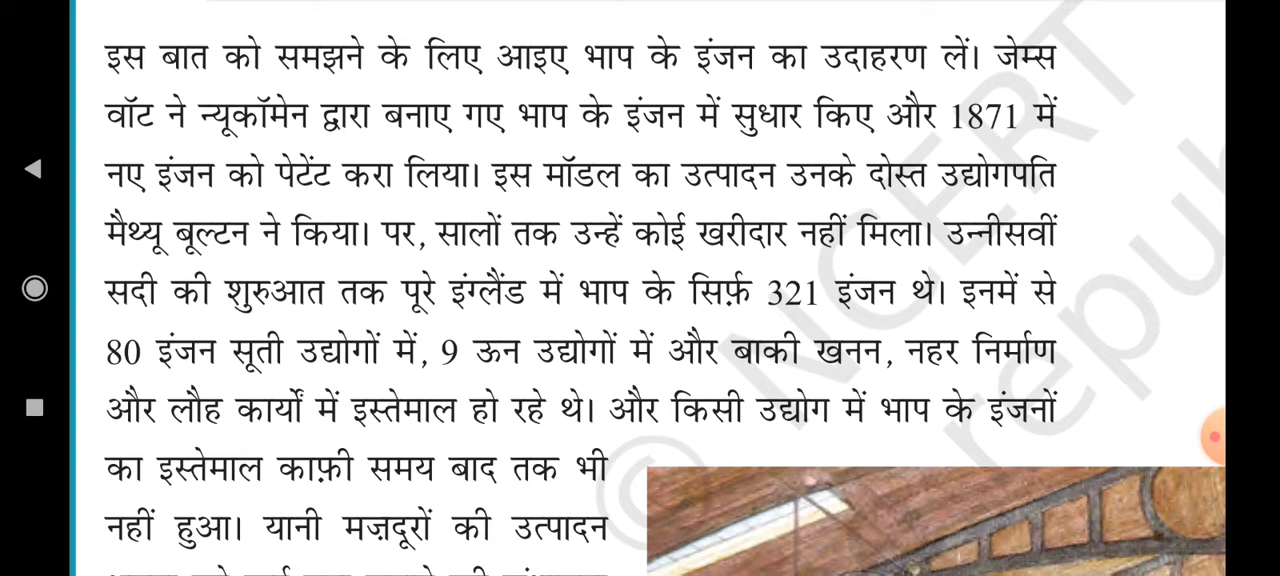 इस बात को समझने के लिए आइए भाप के इंजन का उदाहरण लें। जेम्स
वॉट ने न्यूकॉमेन द्वारा बनाए गए भाप के इंजन में सुधार किए और 1871 में
नए इंजन को पेटेंट करा लिया। इस मॉडल का उत्पादन उनके दोस्त उद्योगपति
मैथ्यू बूल्टन ने किया। पर, सालों तक उन्हें कोई खरीदार नहीं मिला। उन्नीसवीं
सदी की शुरुआत तक पूरे इंग्लैंड में भाप के सिर्फ़ 321 इंजन थे। इनमें से
80 इंजन सूती उद्योगों में, 9 ऊन उद्योगों में और बाकी खनन, नहर निर्माण
और लौह कार्यों में इस्तेमाल हो रहे थे। और किसी उद्योग में भाप के इंजनों
का इस्तेमाल काफ़ी समय बाद तक भी
नहीं हुआ। यानी मज़दूरों की उत्पादन
© NCERT
republ